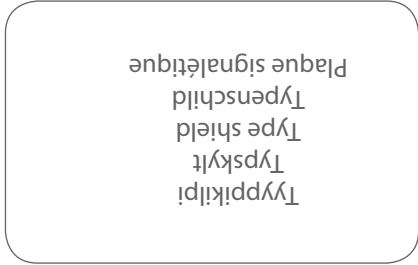 Tyyppikilpi
Typskylt
Type shield
Typenschild
Plaque signalétique